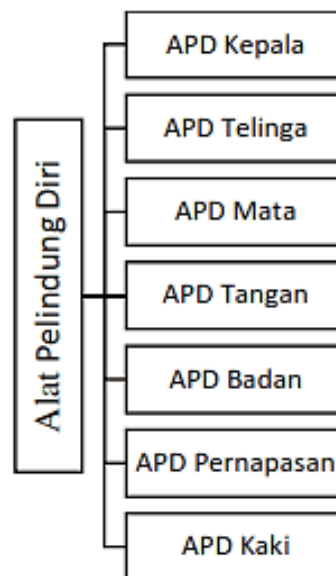 Alat Pelindung Diri
APD Kepala
APD Telinga
APD Mata
APD Tangan
APD Badan
APD Pernapasan
APD Kaki